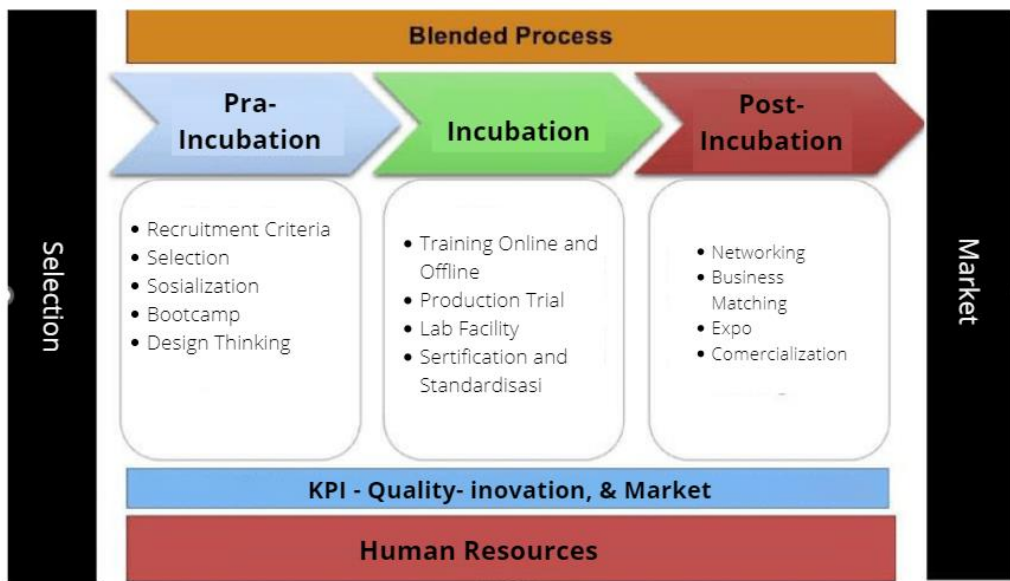 Blended Process
Selection
Pra-
Incubation
• Recruitment Criteria
• Selection
• Sosialization
• Bootcamp
• Design Thinking
Incubation
• Training Online and
Offline
• Production Trial
• Lab Facility
• Sertification and
Standardisasi
Post-
Incubation
• Networking
• Business
Matching
• Expo
• Comercialization
Market
KPI - Quality- inovation, & Market
Human Resources